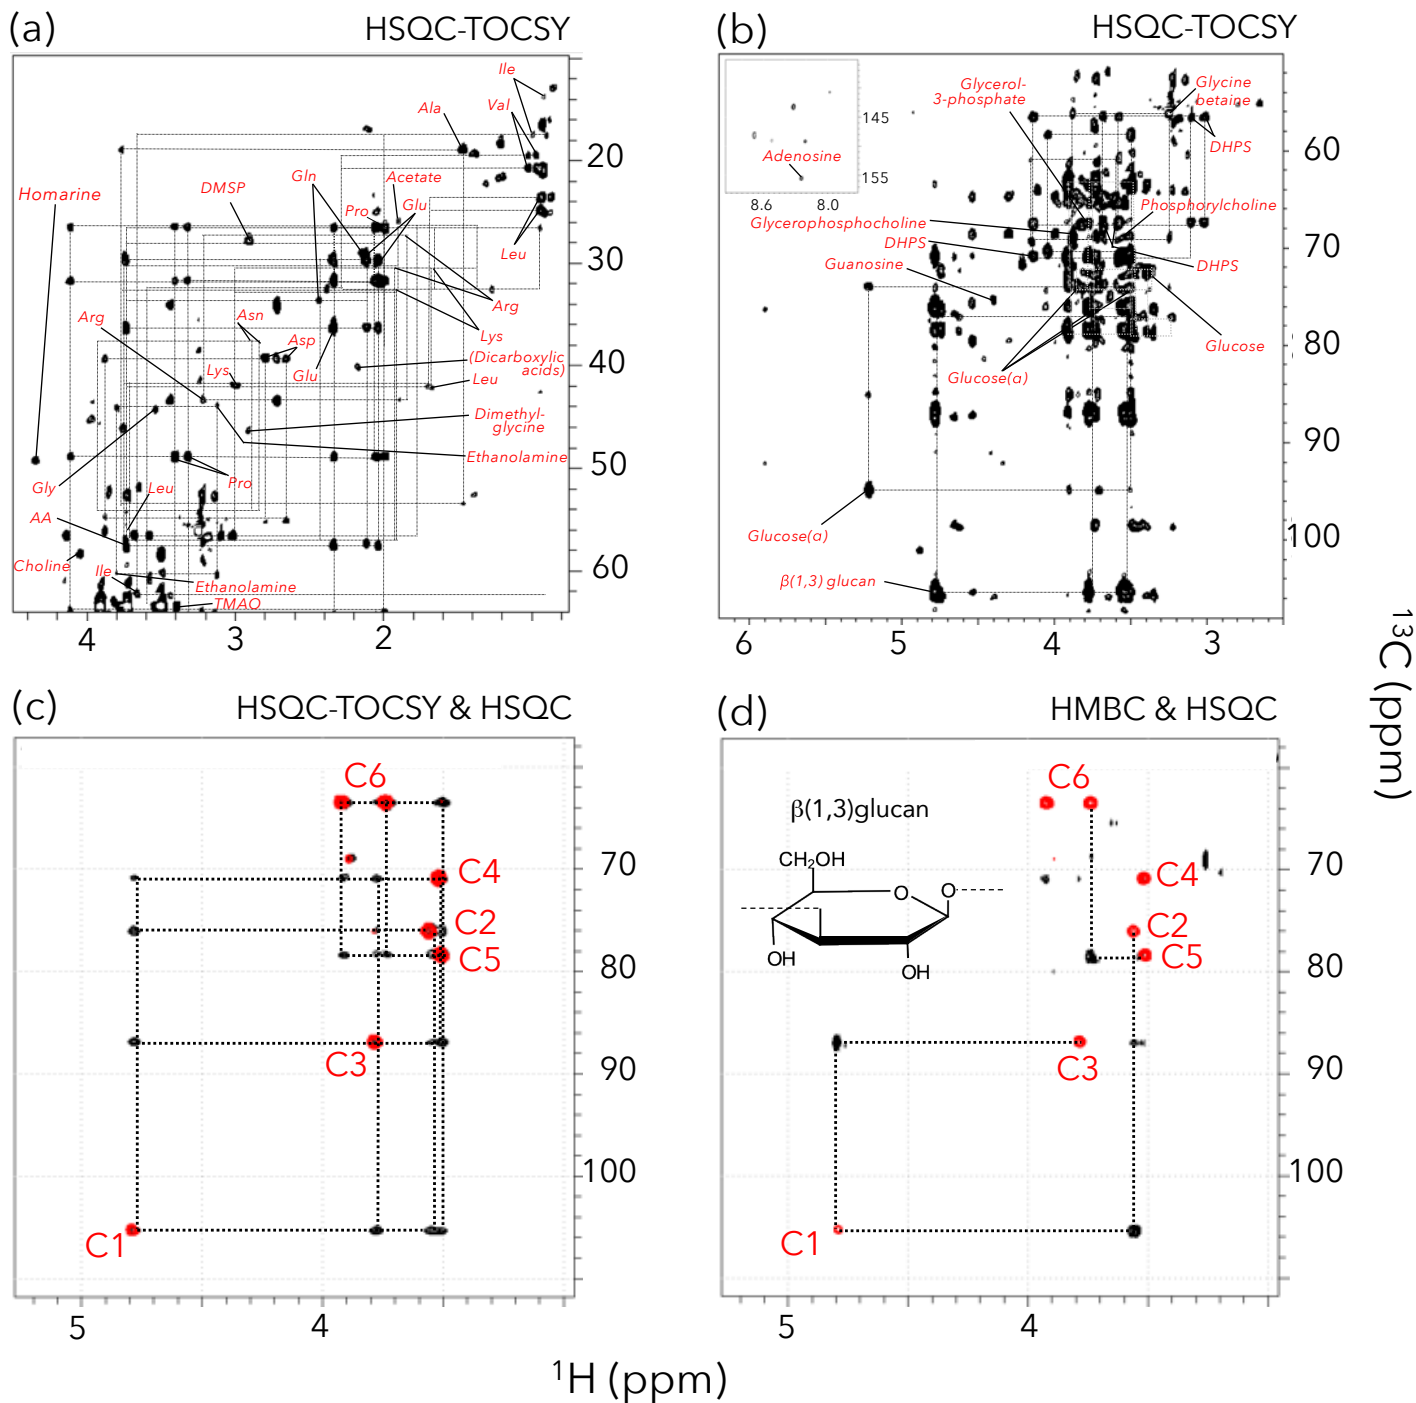 (a)
HSQC-TOCSY
Ile
Val
Ala
20
Gln
Acetate
Homarine
DMSP
Pro
Glu
Leu
30
Arg
Arg
Asn
Lys
Asp
(Dicarboxylic
acids)
40
Lys
Glu
Leu
Dimethyl-
glycine
Ethanolamine
50
Gly
Leu
Pro
AA
Choline
60
Ile
Ethanolamine
TMAO
4
3
2
(b)
HSQC-TOCSY
Glycerol-
3-phosphate
Glycine
betaine
145
Adenosine
155
8.6
8.0
DHPS
60
Phosphorylcholine
Glycerophosphocholine
DHPS
70
DHPS
Guanosine
Glucose
80
Glucose(α)
90
Glucose(α)
100
β(1,3) glucan
6
5
4
3
(c)
HSQC-TOCSY & HSQC
C6
70
C4
C2
C5
80
C3
90
100
C1
5
4
(d)
HMBC & HSQC
C6
β(1,3)glucan
CH₂OH
O
O
OH
OH
70
C4
C2
C5
80
C3
90
100
C1
5
4
¹H (ppm)
¹³C (ppm)